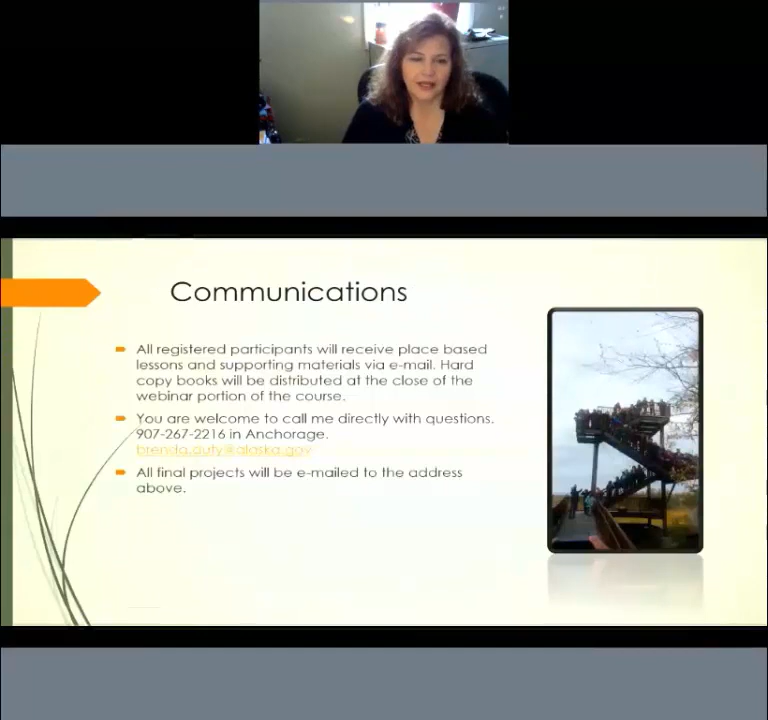 Communications
All registered participants will receive place based
lessons and supporting materials via e-mail. Hard
copy books will be distributed at the close of the
webinar portion of the course.
You are welcome to call me directly with questions.
907-267-2216 in Anchorage.
brenda.duty@alaska.gov
All final projects will be e-mailed to the address
above.